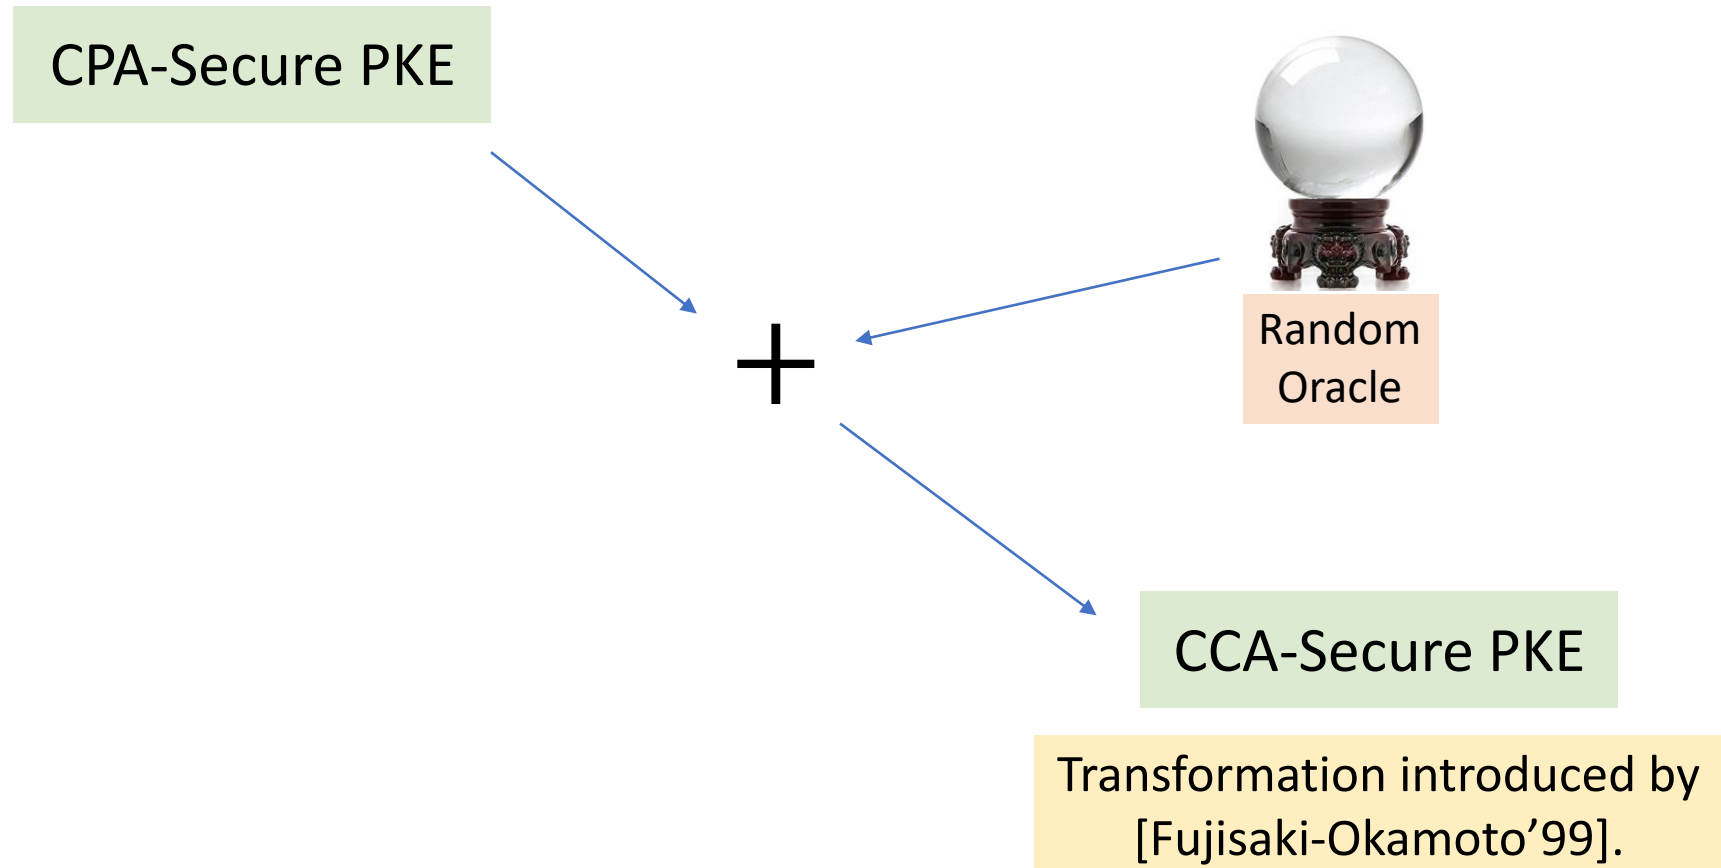 CPA-Secure PKE
+
Random
Oracle
CCA-Secure PKE
Transformation introduced by
[Fujisaki-Okamoto’99].